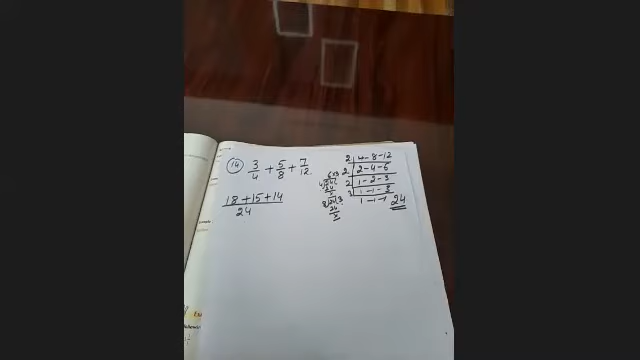 14 3/4 + 5/8 + 7/12
18 + 15 + 14
24
2 4 - 8 - 12
2 2 - 4 - 6
2 1 - 2 - 3
3 1 - 1 - 3
1 - 1 - 1 24